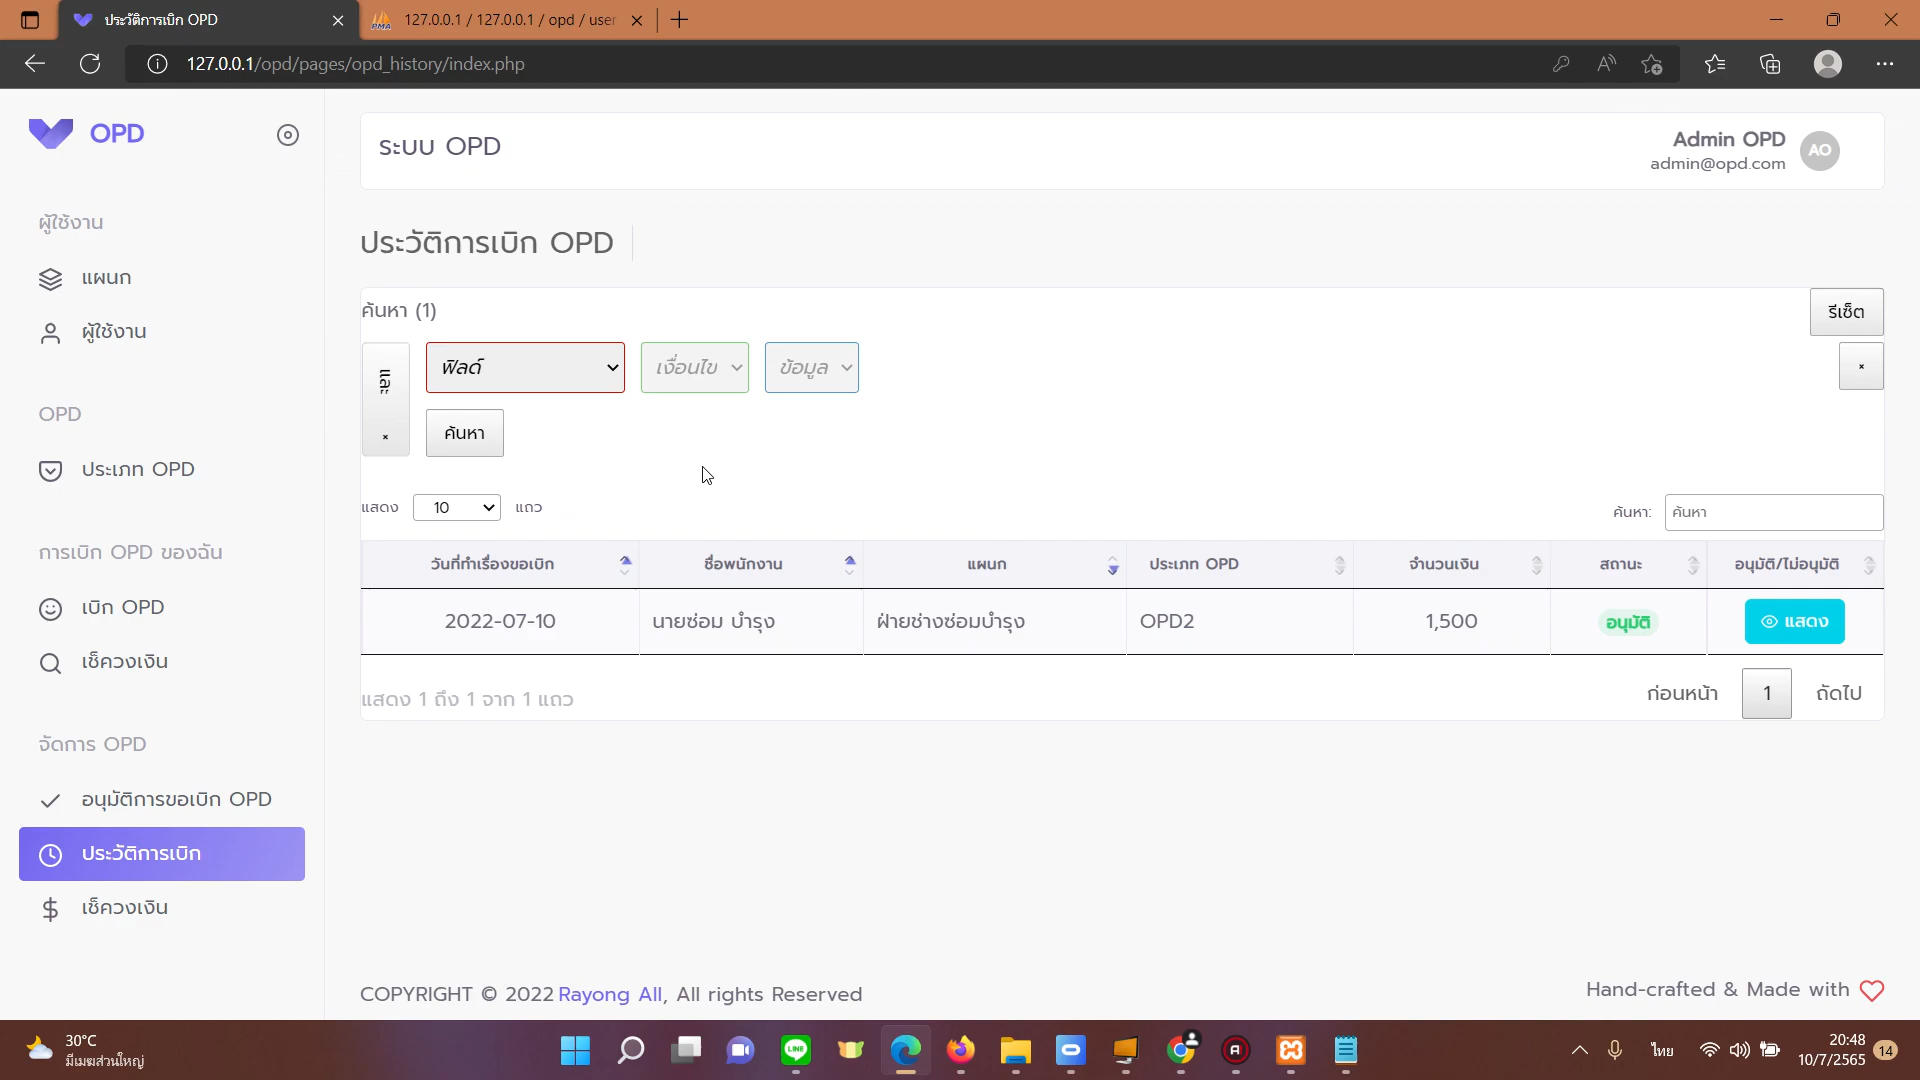 ประวัติการเบิก OPD
127.0.0.1 / 127.0.0.1 / opd / user
127.0.0.1/opd/pages/opd_history/index.php
OPD
ระบบ OPD
Admin OPD
admin@opd.com
AO
ผู้ใช้งาน
แผนก
ผู้ใช้งาน
OPD
ประเภท OPD
การเบิก OPD ของฉัน
เบิก OPD
เช็ควงเงิน
จัดการ OPD
อนุมัติการขอเบิก OPD
ประวัติการเบิก
เช็ควงเงิน
ประวัติการเบิก OPD
ค้นหา (1)
รีเซ็ต
และ
ฟิลด์
เงื่อนไข
ข้อมูล
×
×
ค้นหา
แสดง 10 แถว
ค้นหา: ค้นหา
วันที่ทำเรื่องขอเบิก ชื่อพนักงาน แผนก ประเภท OPD จำนวนเงิน สถานะ อนุมัติ/ไม่อนุมัติ
2022-07-10 นายซ่อม บำรุง ฝ่ายช่างซ่อมบำรุง OPD2 1,500 อนุมัติ แสดง
แสดง 1 ถึง 1 จาก 1 แถว
ก่อนหน้า 1 ถัดไป
COPYRIGHT © 2022 Rayong All, All rights Reserved
Hand-crafted & Made with
30°C
มีเมฆส่วนใหญ่
LINE
ไทย
20:48
10/7/2565
14